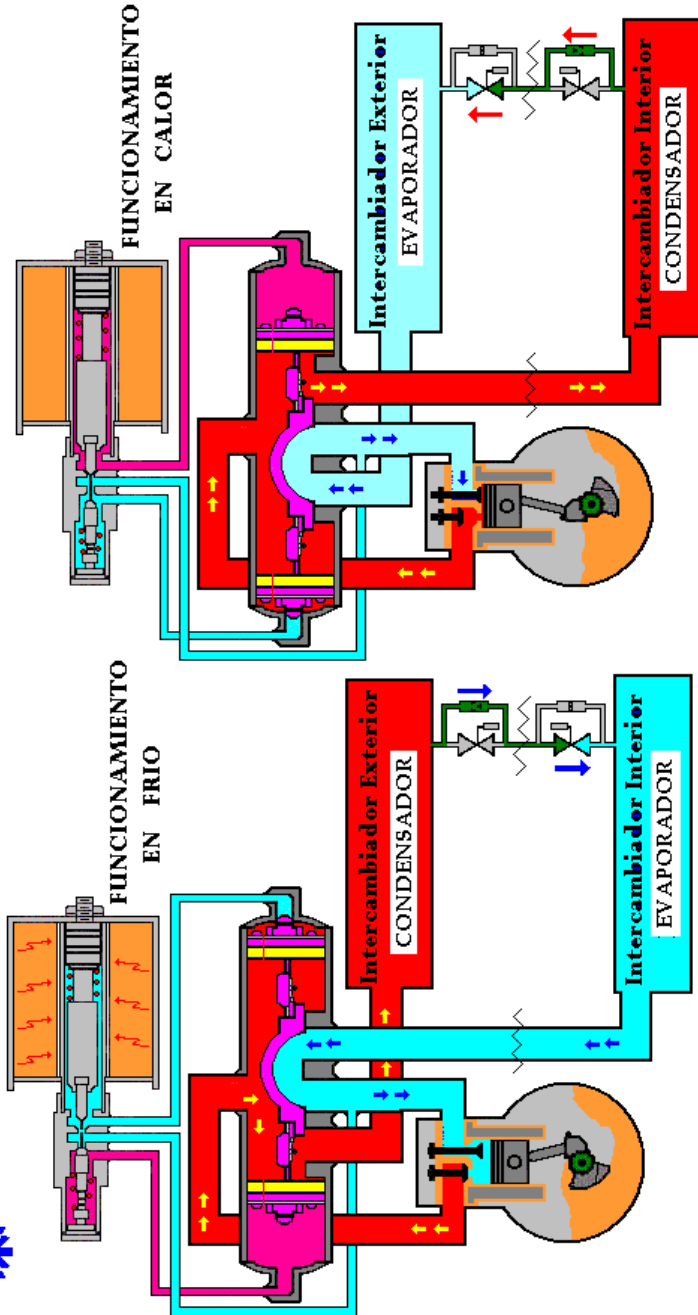 FUNCIONAMIENTO
EN FRIO
Intercambiador Exterior
CONDENSADOR
Intercambiador Interior
EVAPORADOR
FUNCIONAMIENTO
EN CALOR
Intercambiador Exterior
EVAPORADOR
Intercambiador Interior
CONDENSADOR